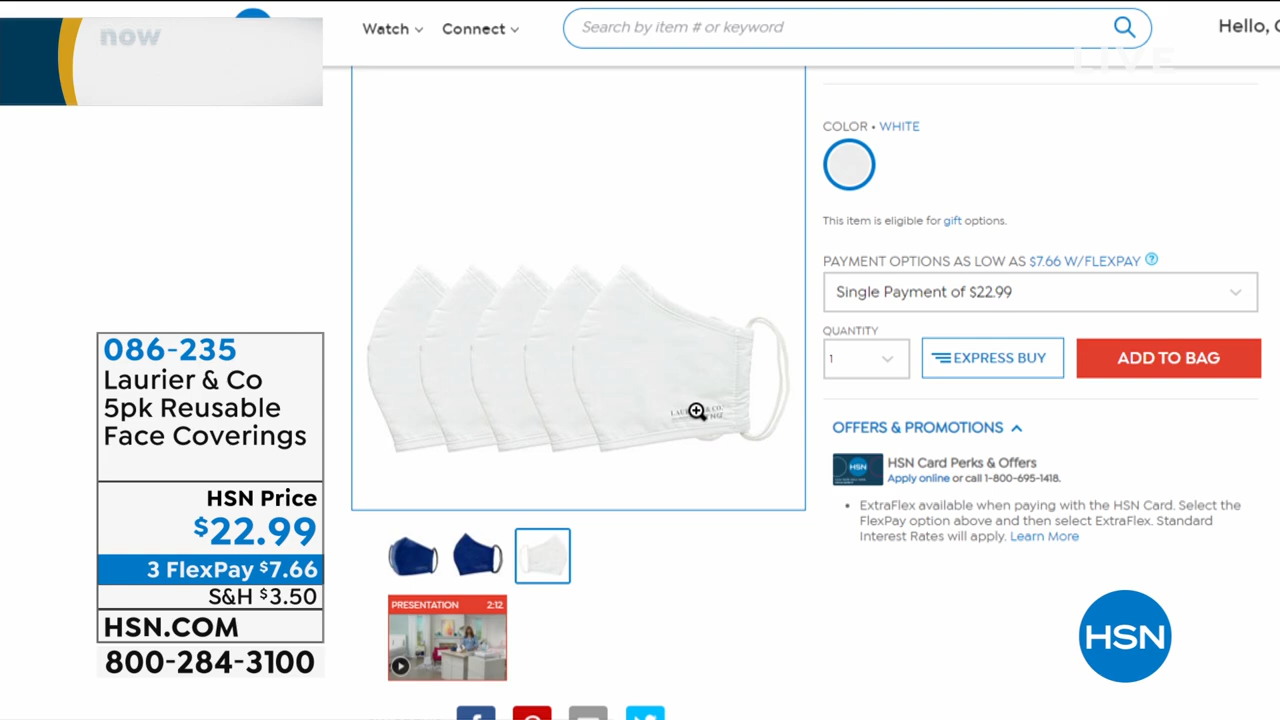 now
Watch
Connect
Search by item # or keyword
Hello,
LIVE
COLOR • WHITE
This item is eligible for gift options.
PAYMENT OPTIONS AS LOW AS $7.66 W/FLEXPAY ?
Single Payment of $22.99
QUANTITY
1
EXPRESS BUY
ADD TO BAG
OFFERS & PROMOTIONS
HSN
HSN Card Perks & Offers
Apply online or call 1-800-695-1418.
• ExtraFlex available when paying with the HSN Card. Select the
FlexPay option above and then select ExtraFlex. Standard
Interest Rates will apply. Learn More
086-235
Laurier & Co
5pk Reusable
Face Coverings
HSN Price
$22.99
3 FlexPay $7.66
S&H $3.50
HSN.COM
800-284-3100
PRESENTATION 2:12
HSN